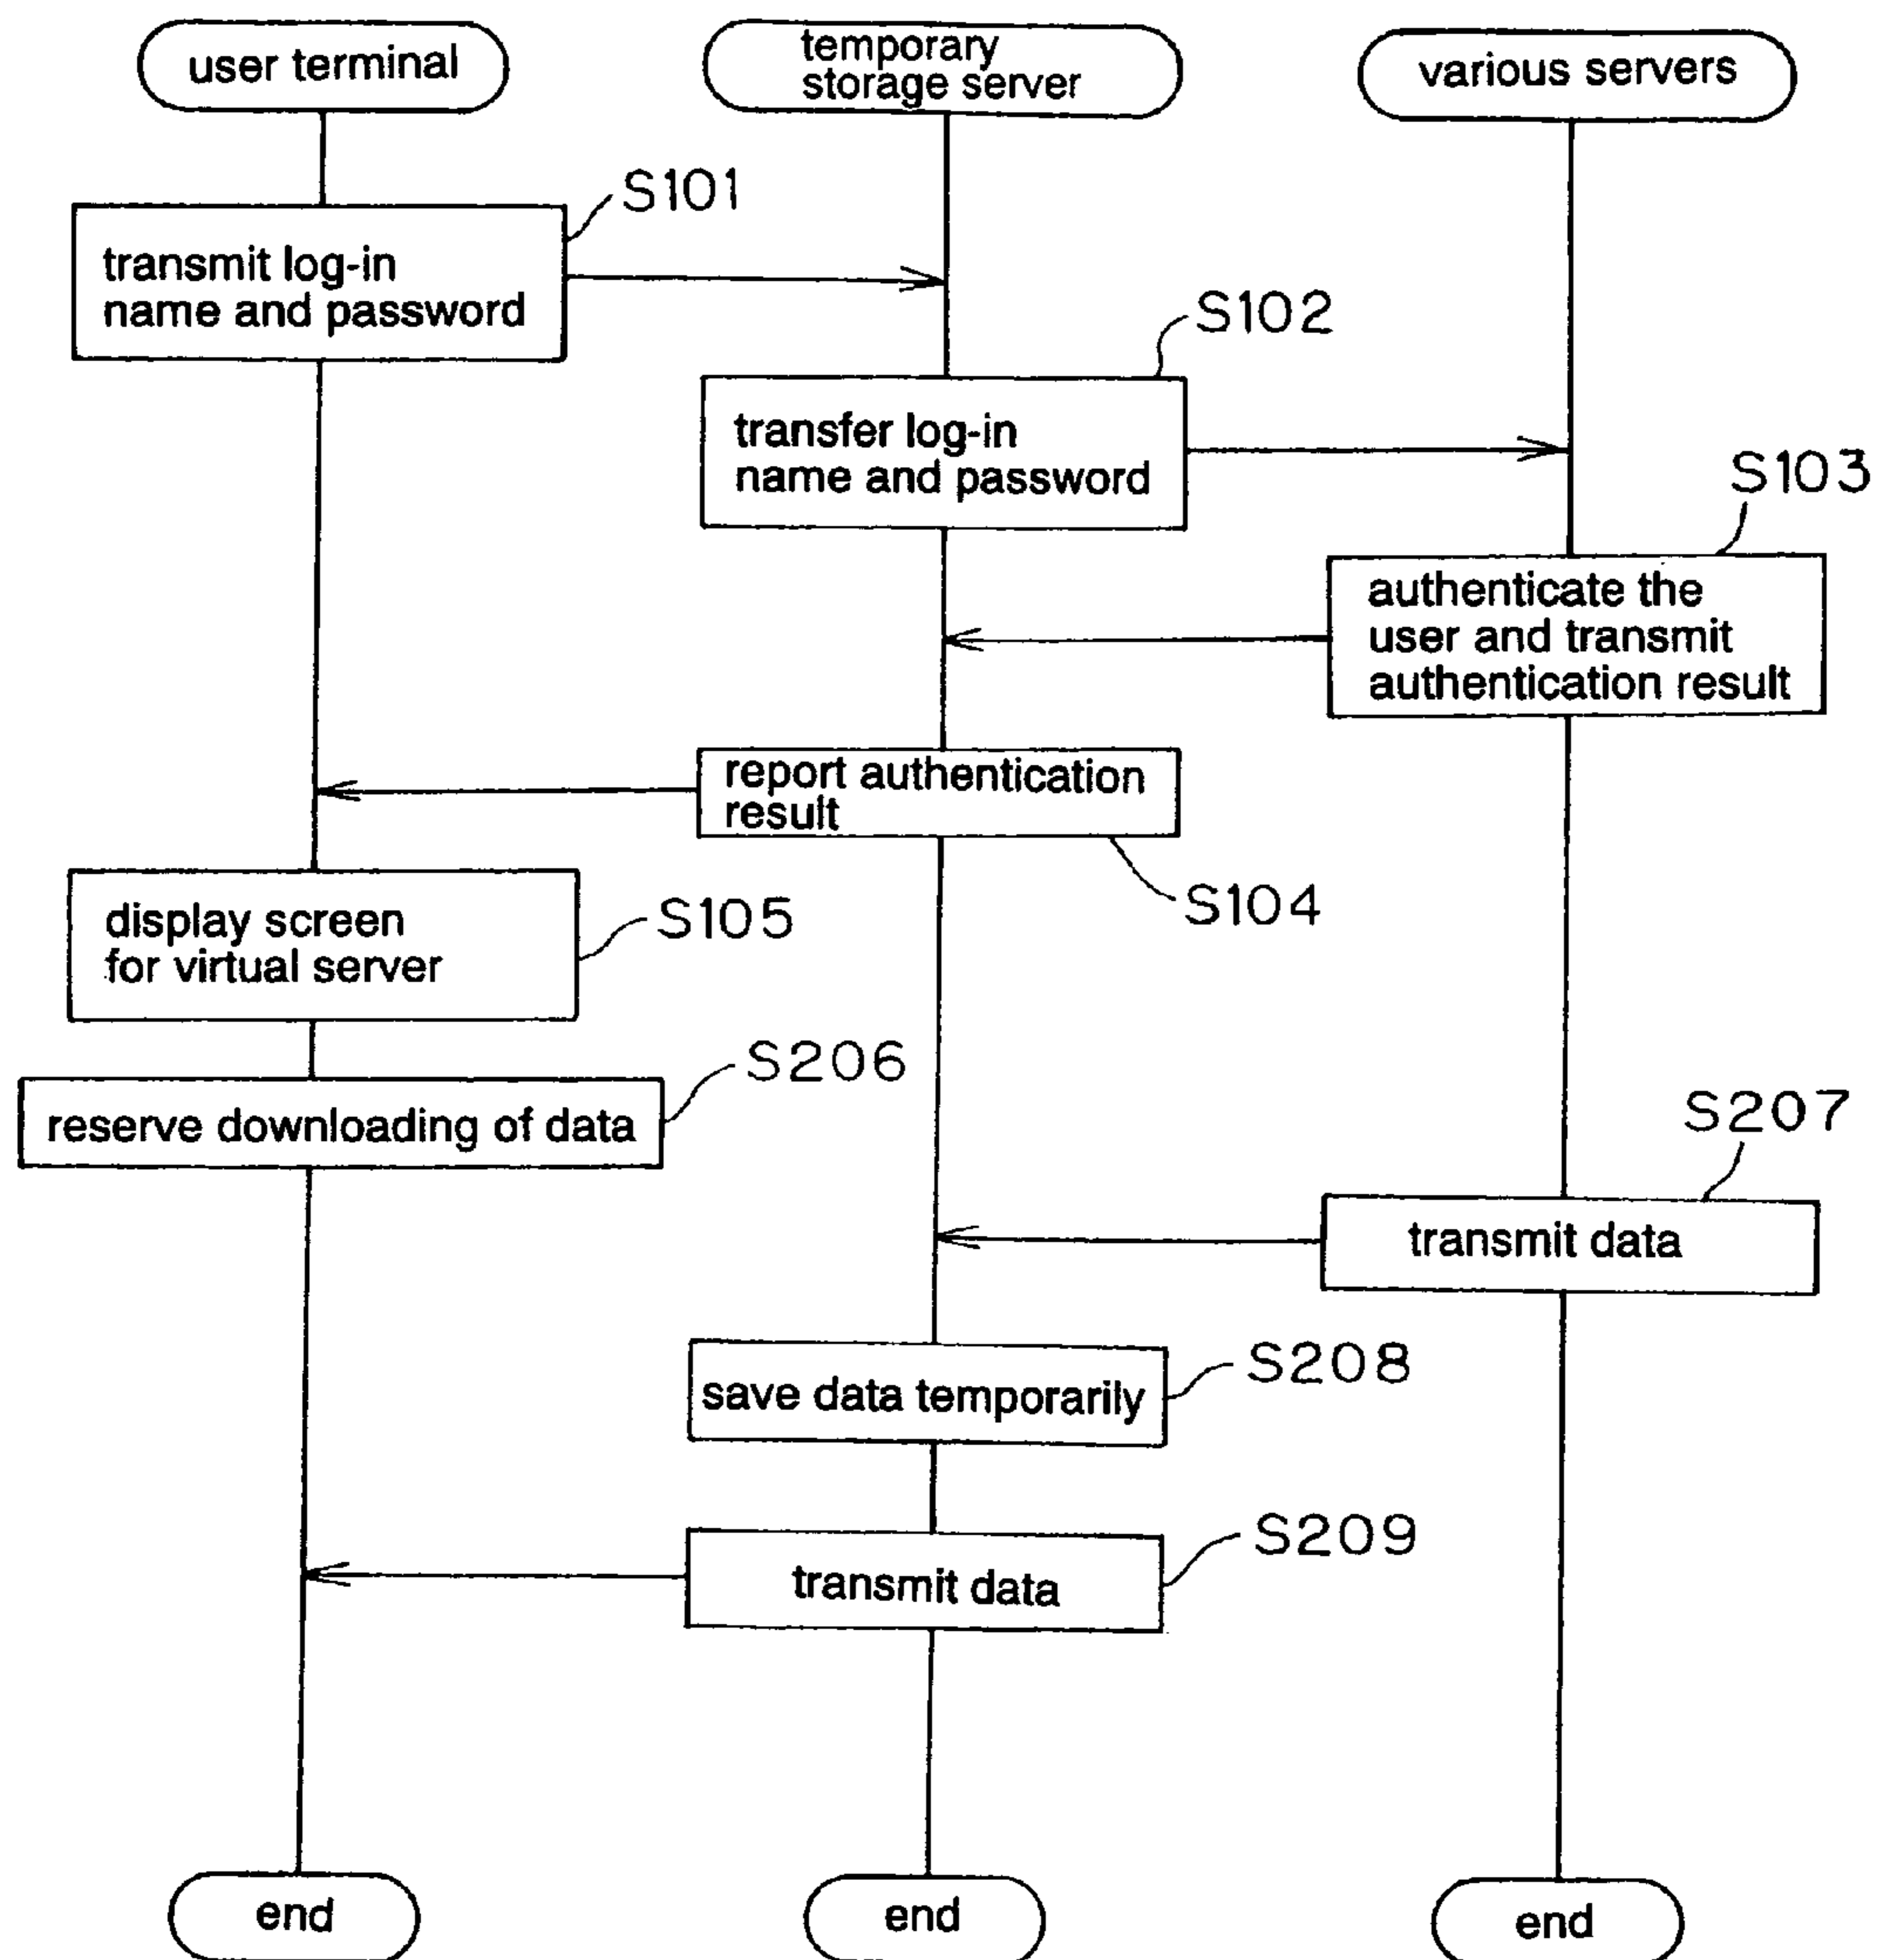 user terminal
temporary
storage server
various servers
S101
transmit log-in
name and password
S102
transfer log-in
name and password
S103
authenticate the
user and transmit
authentication result
report authentication
result
S104
display screen
for virtual server
S105
S206
reserve downloading of data
S207
transmit data
save data temporarily
S208
S209
transmit data
end
end
end